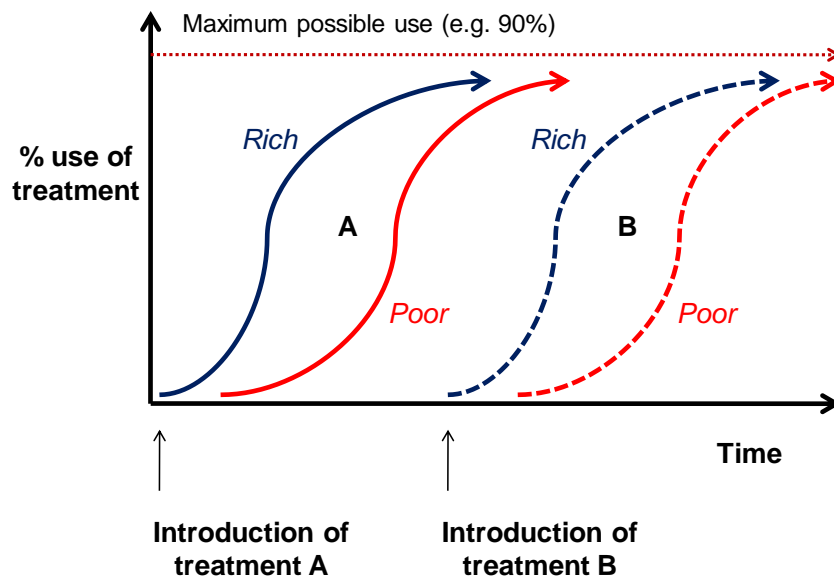 Maximum possible use (e.g. 90%)
Rich
Rich
% use of
treatment
A
B
Poor
Poor
Time
Introduction of
treatment A
Introduction of
treatment B